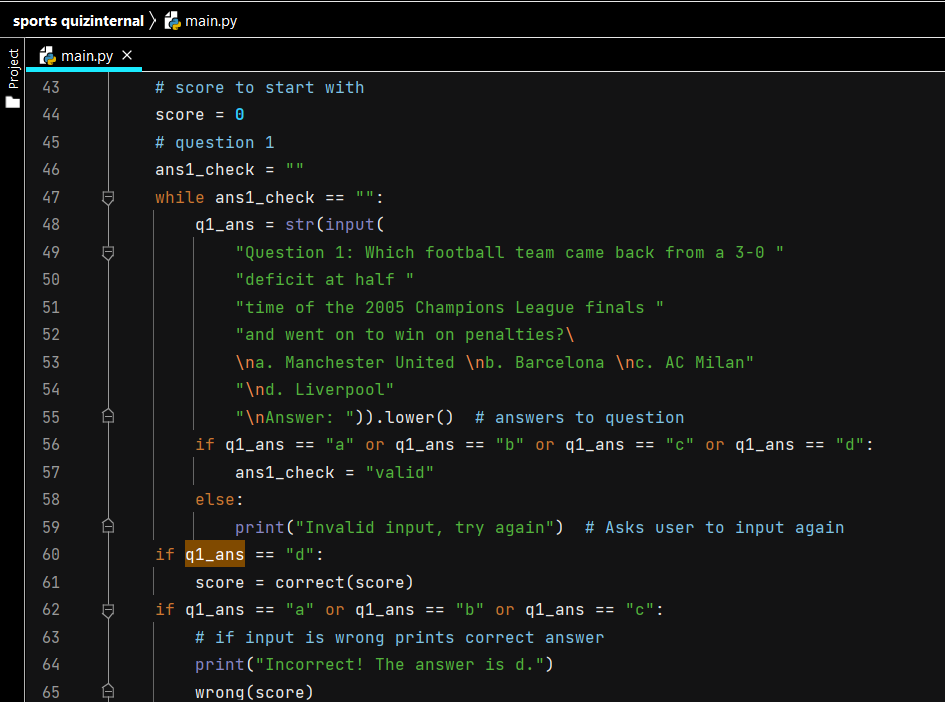 sports quizinternal main.py
Project
main.py ×
43 # score to start with
44 score = 0
45 # question 1
46 ans1_check = ""
47 while ans1_check == "":
48 q1_ans = str(input(
49 "Question 1: Which football team came back from a 3-0 "
50 "deficit at half "
51 "time of the 2005 Champions League finals "
52 "and went on to win on penalties?\
53 \na. Manchester United \nb. Barcelona \nc. AC Milan"
54 "\nd. Liverpool"
55 "\nAnswer: ")).lower()  # answers to question
56 if q1_ans == "a" or q1_ans == "b" or q1_ans == "c" or q1_ans == "d":
57 ans1_check = "valid"
58 else:
59 print("Invalid input, try again")  # Asks user to input again
60 if q1_ans == "d":
61 score = correct(score)
62 if q1_ans == "a" or q1_ans == "b" or q1_ans == "c":
63 # if input is wrong prints correct answer
64 print("Incorrect! The answer is d.")
65 wrong(score)